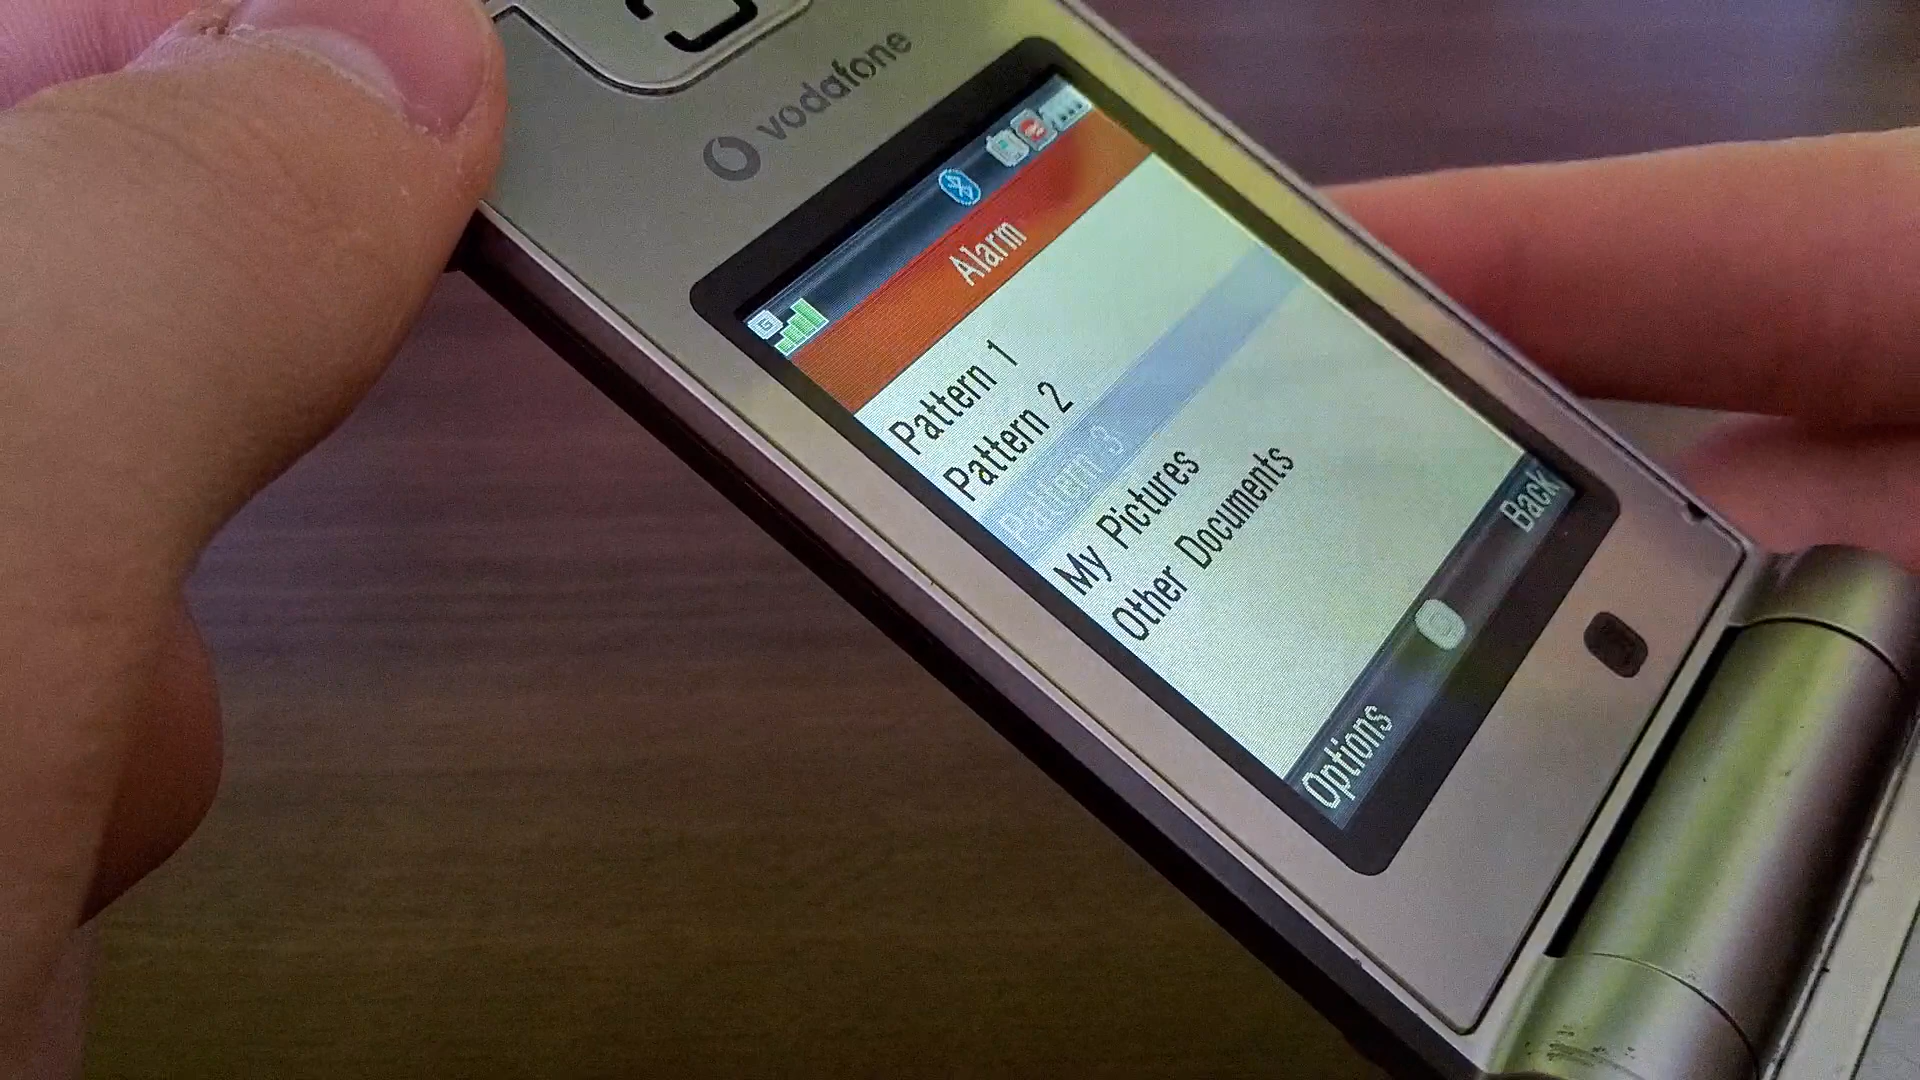 vodafone
G
Alarm
Pattern 1
Pattern 2
Pattern 3
My Pictures
Other Documents
Options
Back